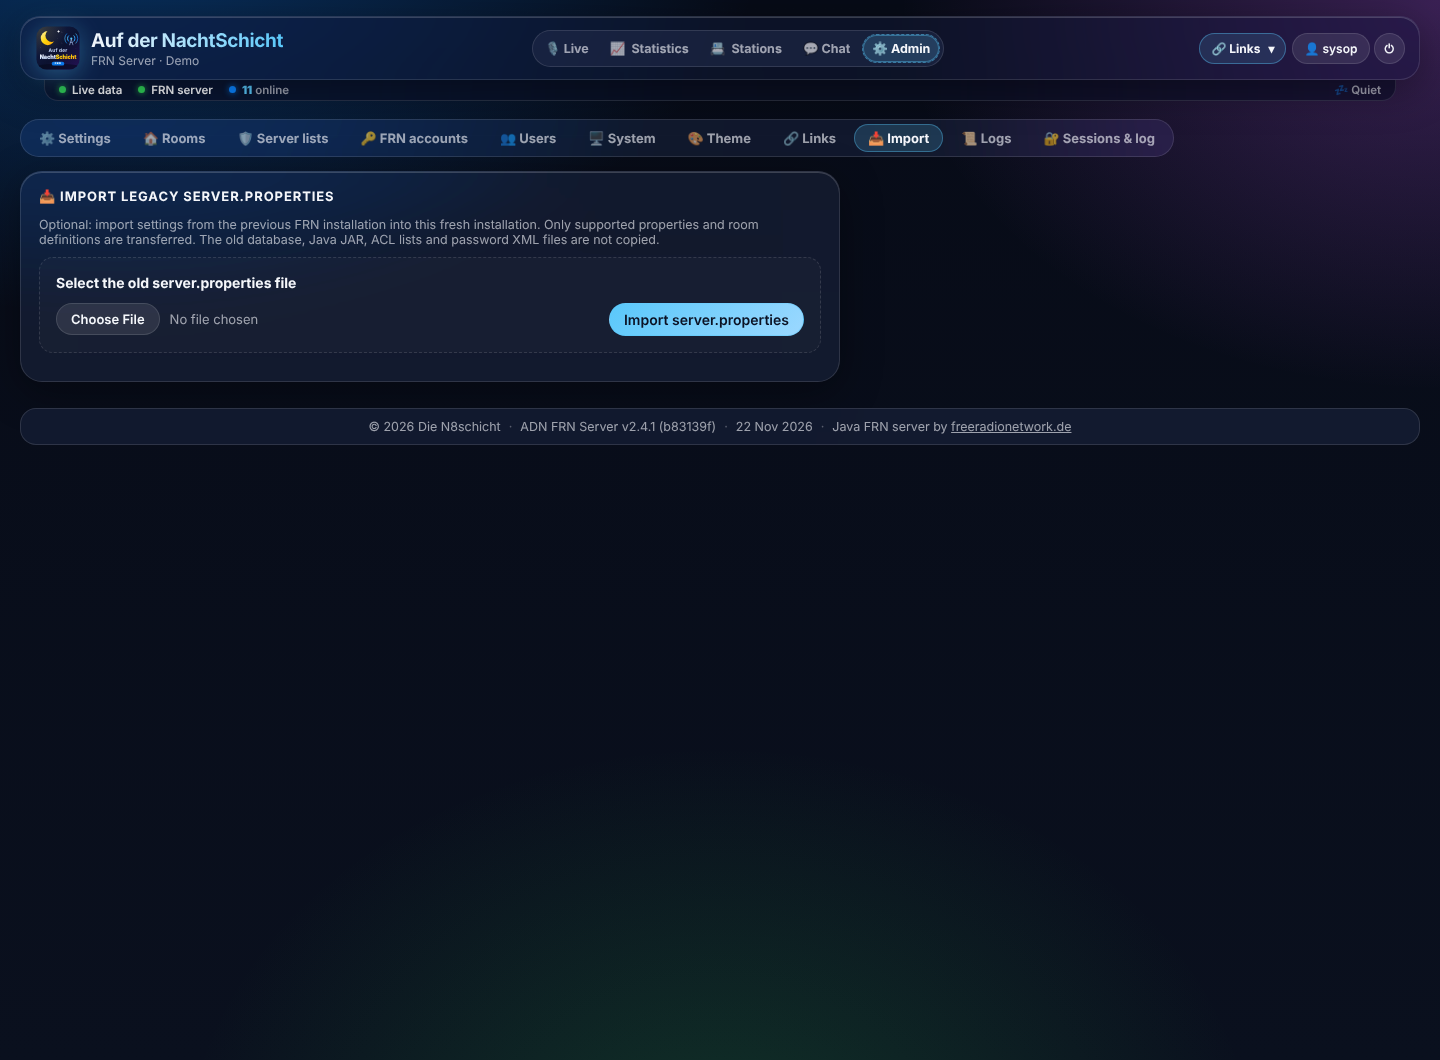 Auf der
NachtSchicht
Auf der NachtSchicht
FRN Server · Demo
Live
Statistics
Stations
Chat
Admin
Links ▾
sysop
Live data
FRN server
11 online
Quiet
Settings
Rooms
Server lists
FRN accounts
Users
System
Theme
Links
Import
Logs
Sessions & log
IMPORT LEGACY SERVER.PROPERTIES
Optional: import settings from the previous FRN installation into this fresh installation. Only supported properties and room
definitions are transferred. The old database, Java JAR, ACL lists and password XML files are not copied.
Select the old server.properties file
Choose File No file chosen
Import server.properties
© 2026 Die N8schicht · ADN FRN Server v2.4.1 (b83139f) · 22 Nov 2026 · Java FRN server by freeradionetwork.de